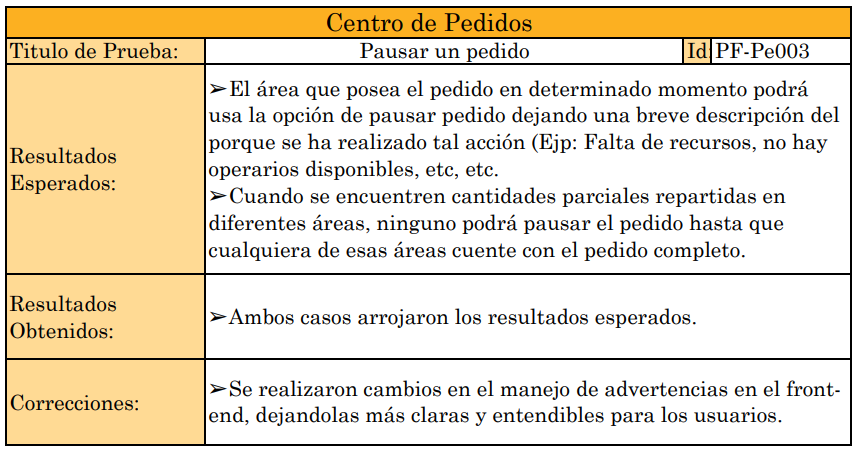 Centro de Pedidos
Titulo de Prueba: Pausar un pedido Id: PF-Pe003
Resultados Esperados:
➢El área que posea el pedido en determinado momento podrá
usa la opción de pausar pedido dejando una breve descripción del
porque se ha realizado tal acción (Ejp: Falta de recursos, no hay
operarios disponibles, etc, etc.
➢Cuando se encuentren cantidades parciales repartidas en
diferentes áreas, ninguno podrá pausar el pedido hasta que
cualquiera de esas áreas cuente con el pedido completo.
Resultados
Obtenidos:
➢Ambos casos arrojaron los resultados esperados.
Correcciones:
➢Se realizaron cambios en el manejo de advertencias en el front-
end, dejandolas más claras y entendibles para los usuarios.